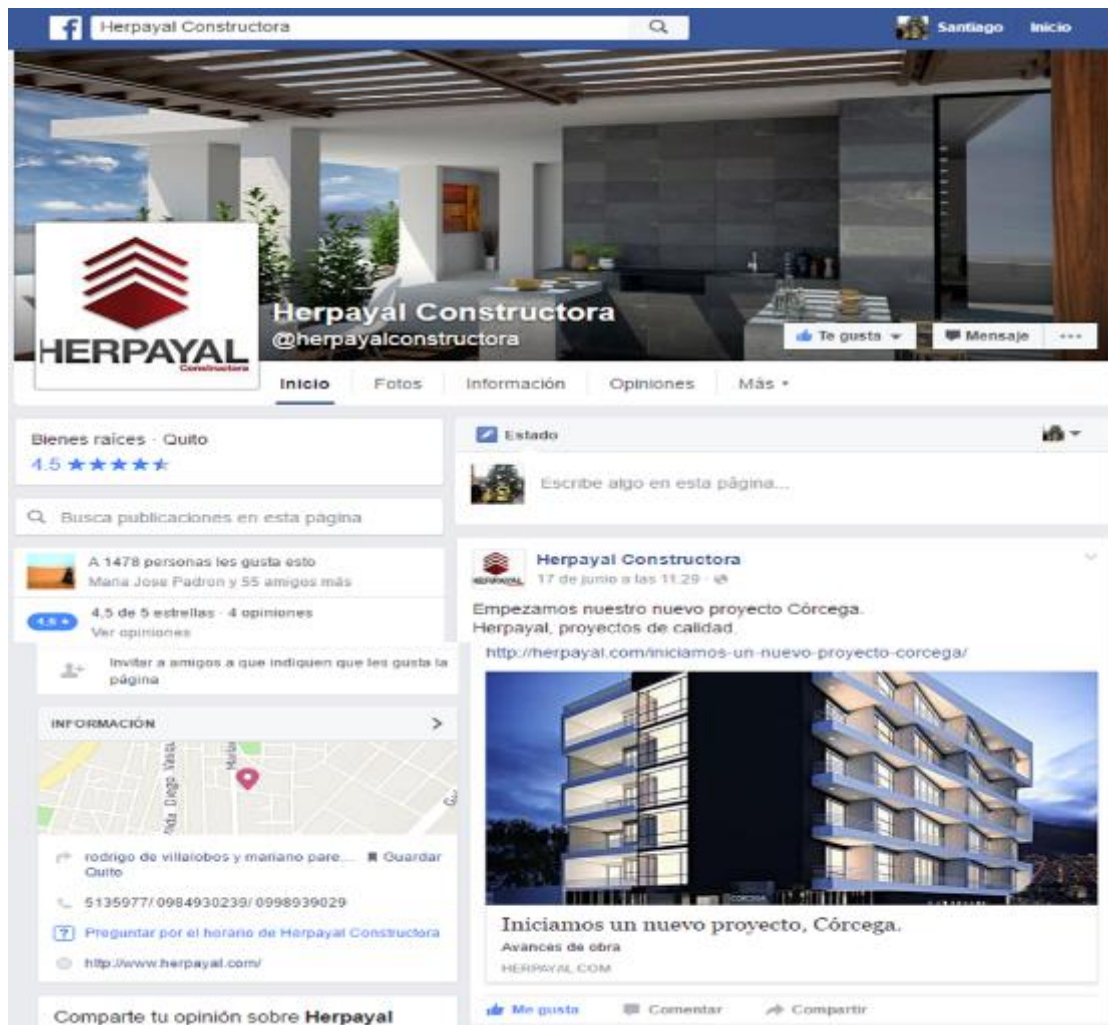 Herpayal Constructora
Santiago Inicio
HERPAYAL
Constructora
Herpayal Constructora
@herpayalconstructora
Te gusta Mensaje
Inicio Fotos Información Opiniones Más
Bienes raíces · Quito
4.5
Busca publicaciones en esta página
A 1478 personas les gusta esto
Maria Jose Padron y 55 amigos más
4,5 de 5 estrellas · 4 opiniones
Ver opiniones
Invitar a amigos a que indiquen que les gusta la
página
INFORMACIÓN
rodrigo de villalobos y mariano pare... Guardar
Quito
5135977/ 0984930239/ 0998939029
Preguntar por el horario de Herpayal Constructora
http://www.herpayal.com/
Comparte tu opinión sobre Herpayal
Estado
Escribe algo en esta página...
HERPAYAL
Herpayal Constructora
17 de junio a las 11:29
Empezamos nuestro nuevo proyecto Córcega.
Herpayal, proyectos de calidad
http://herpayal.com/iniciamos-un-nuevo-proyecto-corcega/
CORCEGA
Iniciamos un nuevo proyecto, Córcega.
Avances de obra
HERPAYAL.COM
Me gusta Comentar Compartir